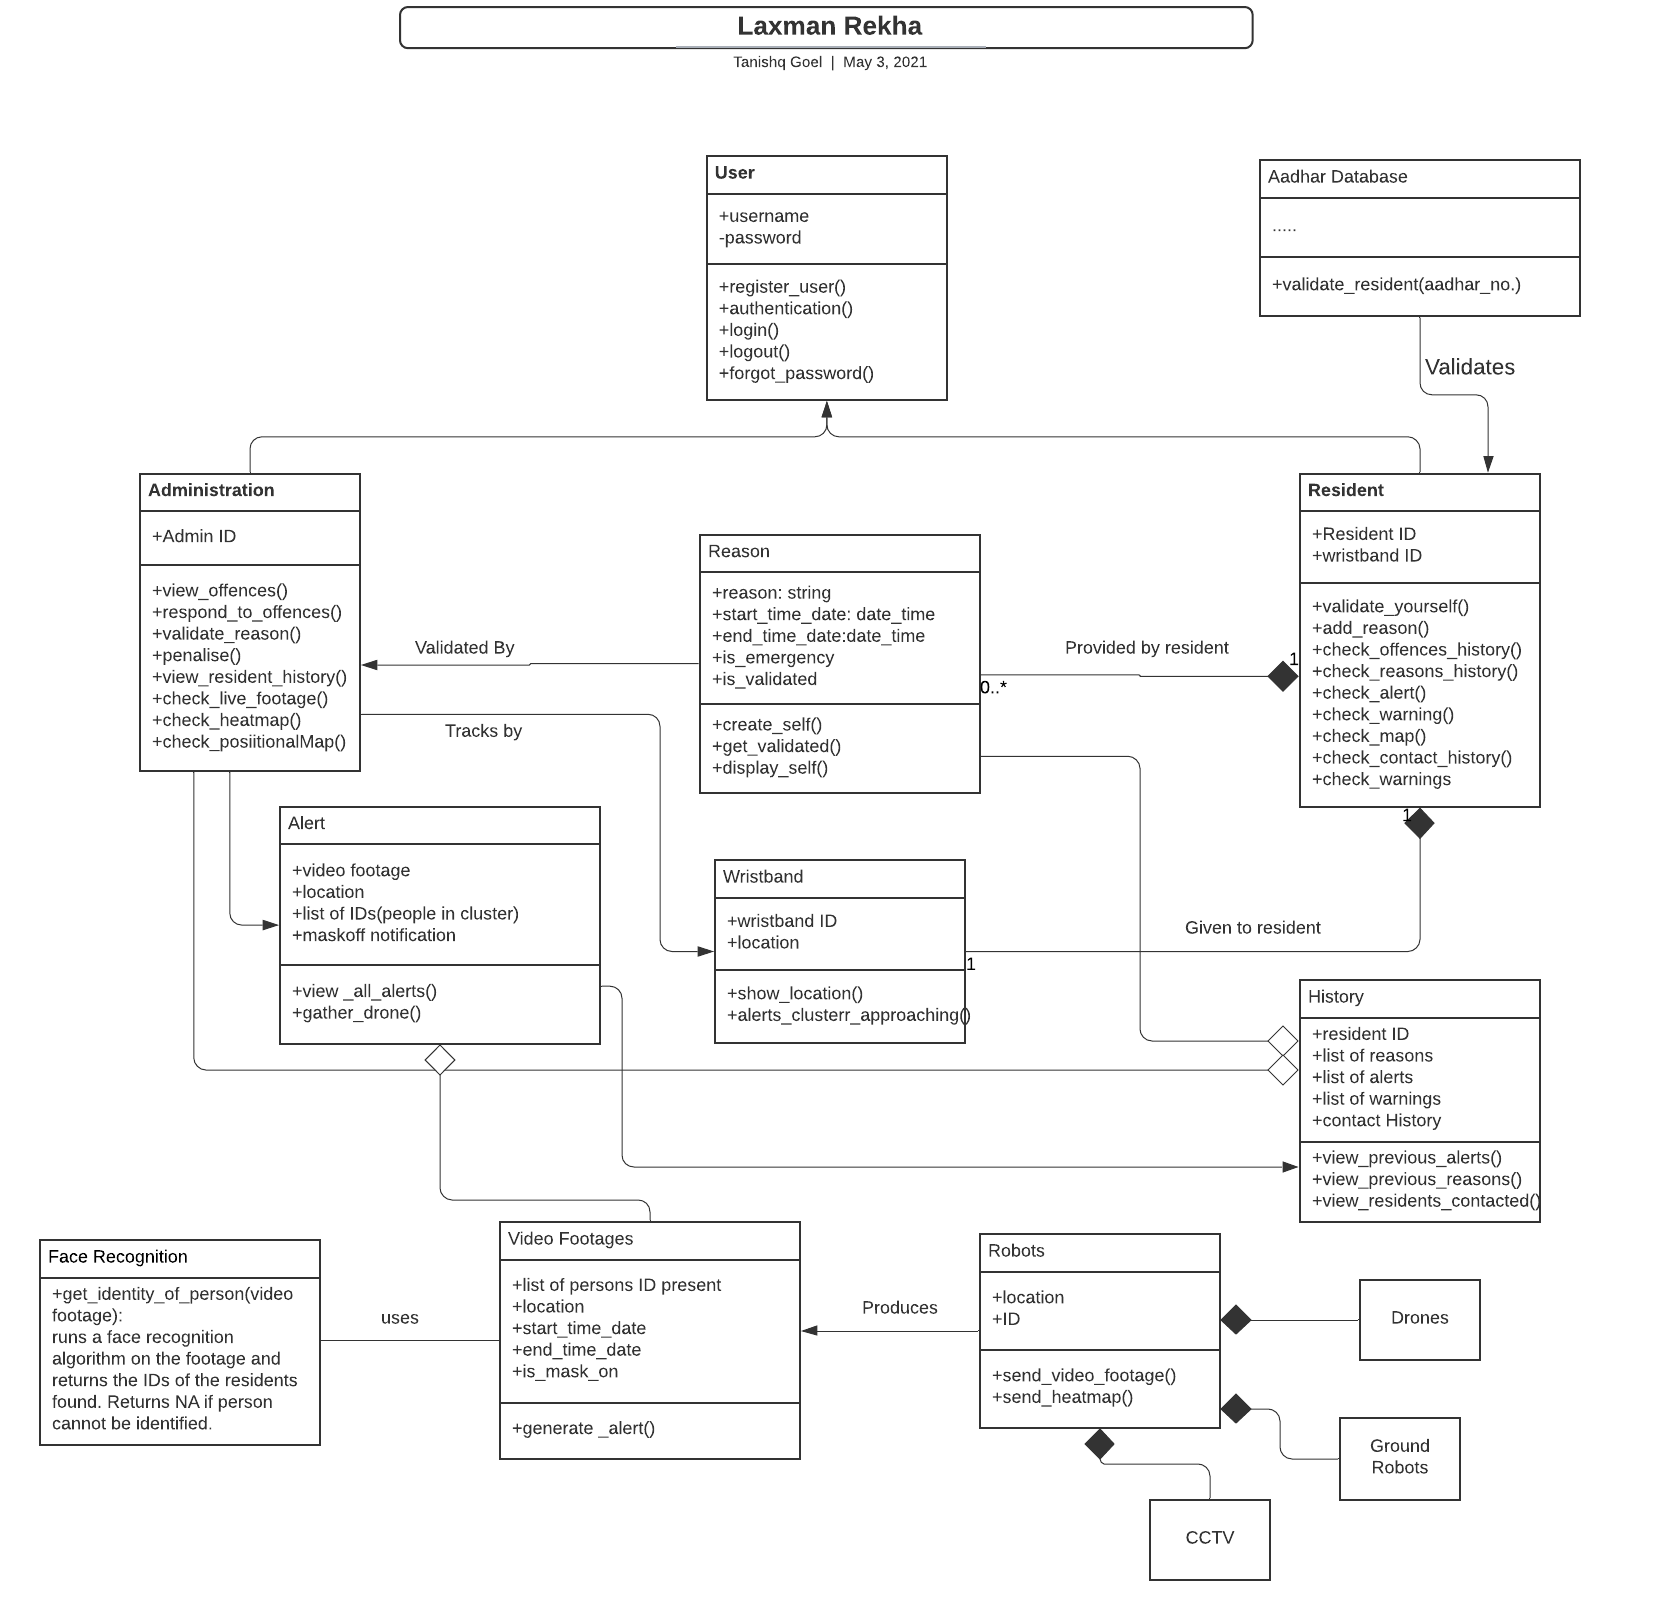 Laxman Rekha
Tanishq Goel | May 3, 2021
User
+username
-password
+register_user()
+authentication()
+login()
+logout()
+forgot_password()
Aadhar Database
.....
+validate_resident(aadhar_no.)
Validates
Administration
+Admin ID
+view_offences()
+respond_to_offences()
+validate_reason()
+penalise()
+view_resident_history()
+check_live_footage()
+check_heatmap()
+check_posiitionalMap()
Validated By
Tracks by
Reason
+reason: string
+start_time_date: date_time
+end_time_date:date_time
+is_emergency
+is_validated
+create_self()
+get_validated()
+display_self()
Provided by resident
1
0..*
Resident
+Resident ID
+wristband ID
+validate_yourself()
+add_reason()
+check_offences_history()
+check_reasons_history()
+check_alert()
+check_warning()
+check_map()
+check_contact_history()
+check_warnings
1
Alert
+video footage
+location
+list of IDs(people in cluster)
+maskoff notification
+view _all_alerts()
+gather_drone()
Wristband
+wristband ID
+location
+show_location()
+alerts_clusterr_approaching()
Given to resident
1
History
+resident ID
+list of reasons
+list of alerts
+list of warnings
+contact History
+view_previous_alerts()
+view_previous_reasons()
+view_residents_contacted()
Face Recognition
+get_identity_of_person(video
footage):
runs a face recognition
algorithm on the footage and
returns the IDs of the residents
found. Returns NA if person
cannot be identified.
uses
Video Footages
+list of persons ID present
+location
+start_time_date
+end_time_date
+is_mask_on
+generate _alert()
Produces
Robots
+location
+ID
+send_video_footage()
+send_heatmap()
Drones
Ground
Robots
CCTV